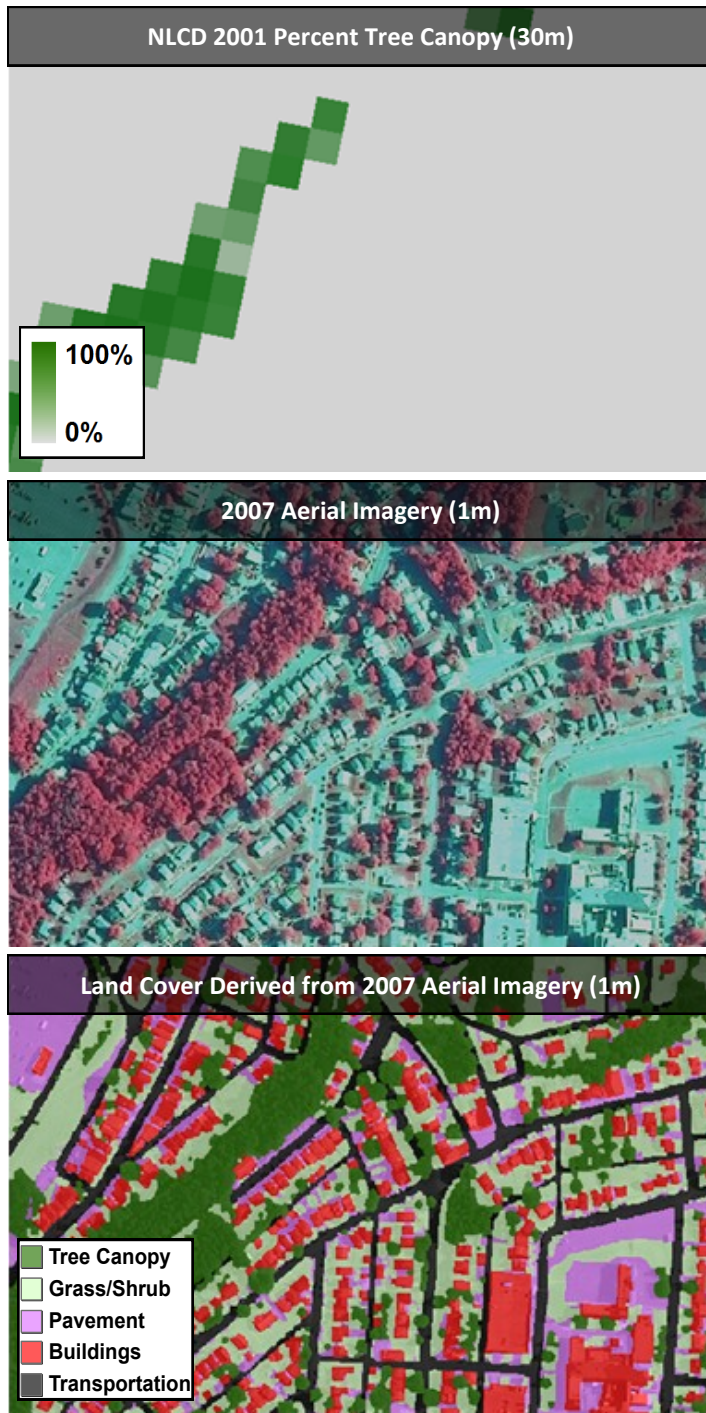 NLCD 2001 Percent Tree Canopy (30m)
100%
0%
2007 Aerial Imagery (1m)
Land Cover Derived from 2007 Aerial Imagery (1m)
Tree Canopy
Grass/Shrub
Pavement
Buildings
Transportation